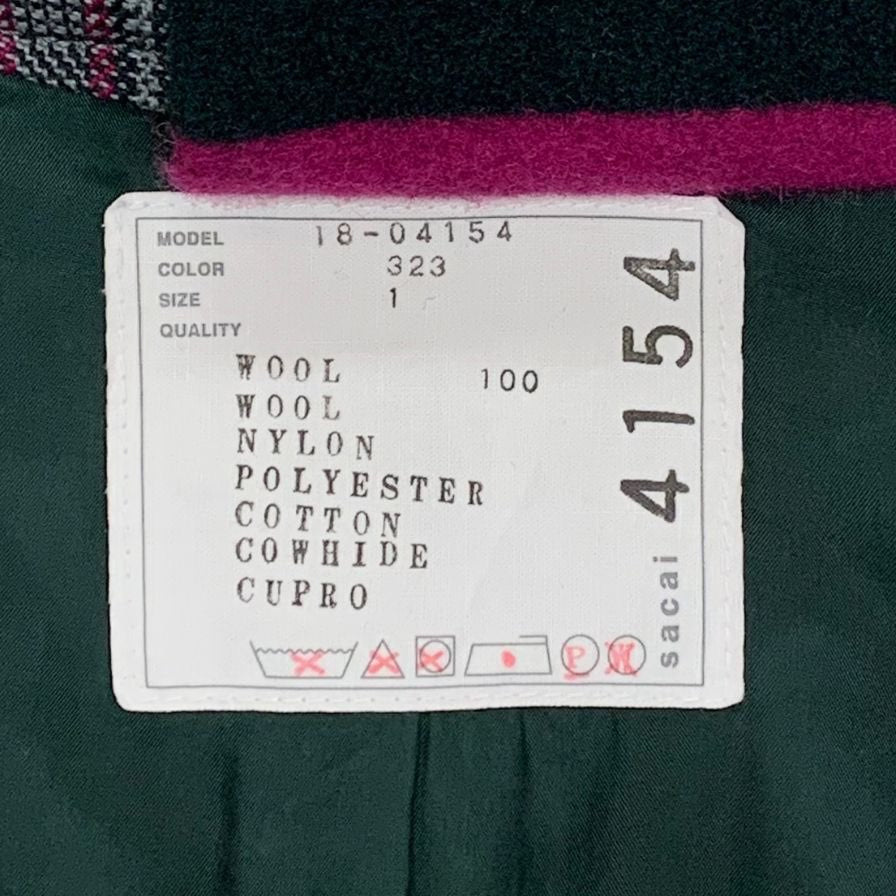 MODEL 18-04154
COLOR 323
SIZE 1
QUALITY
WOOL 100
WOOL
NYLON
POLYESTER
COTTON
COWHIDE
CUPRO
P W
sacai 4154